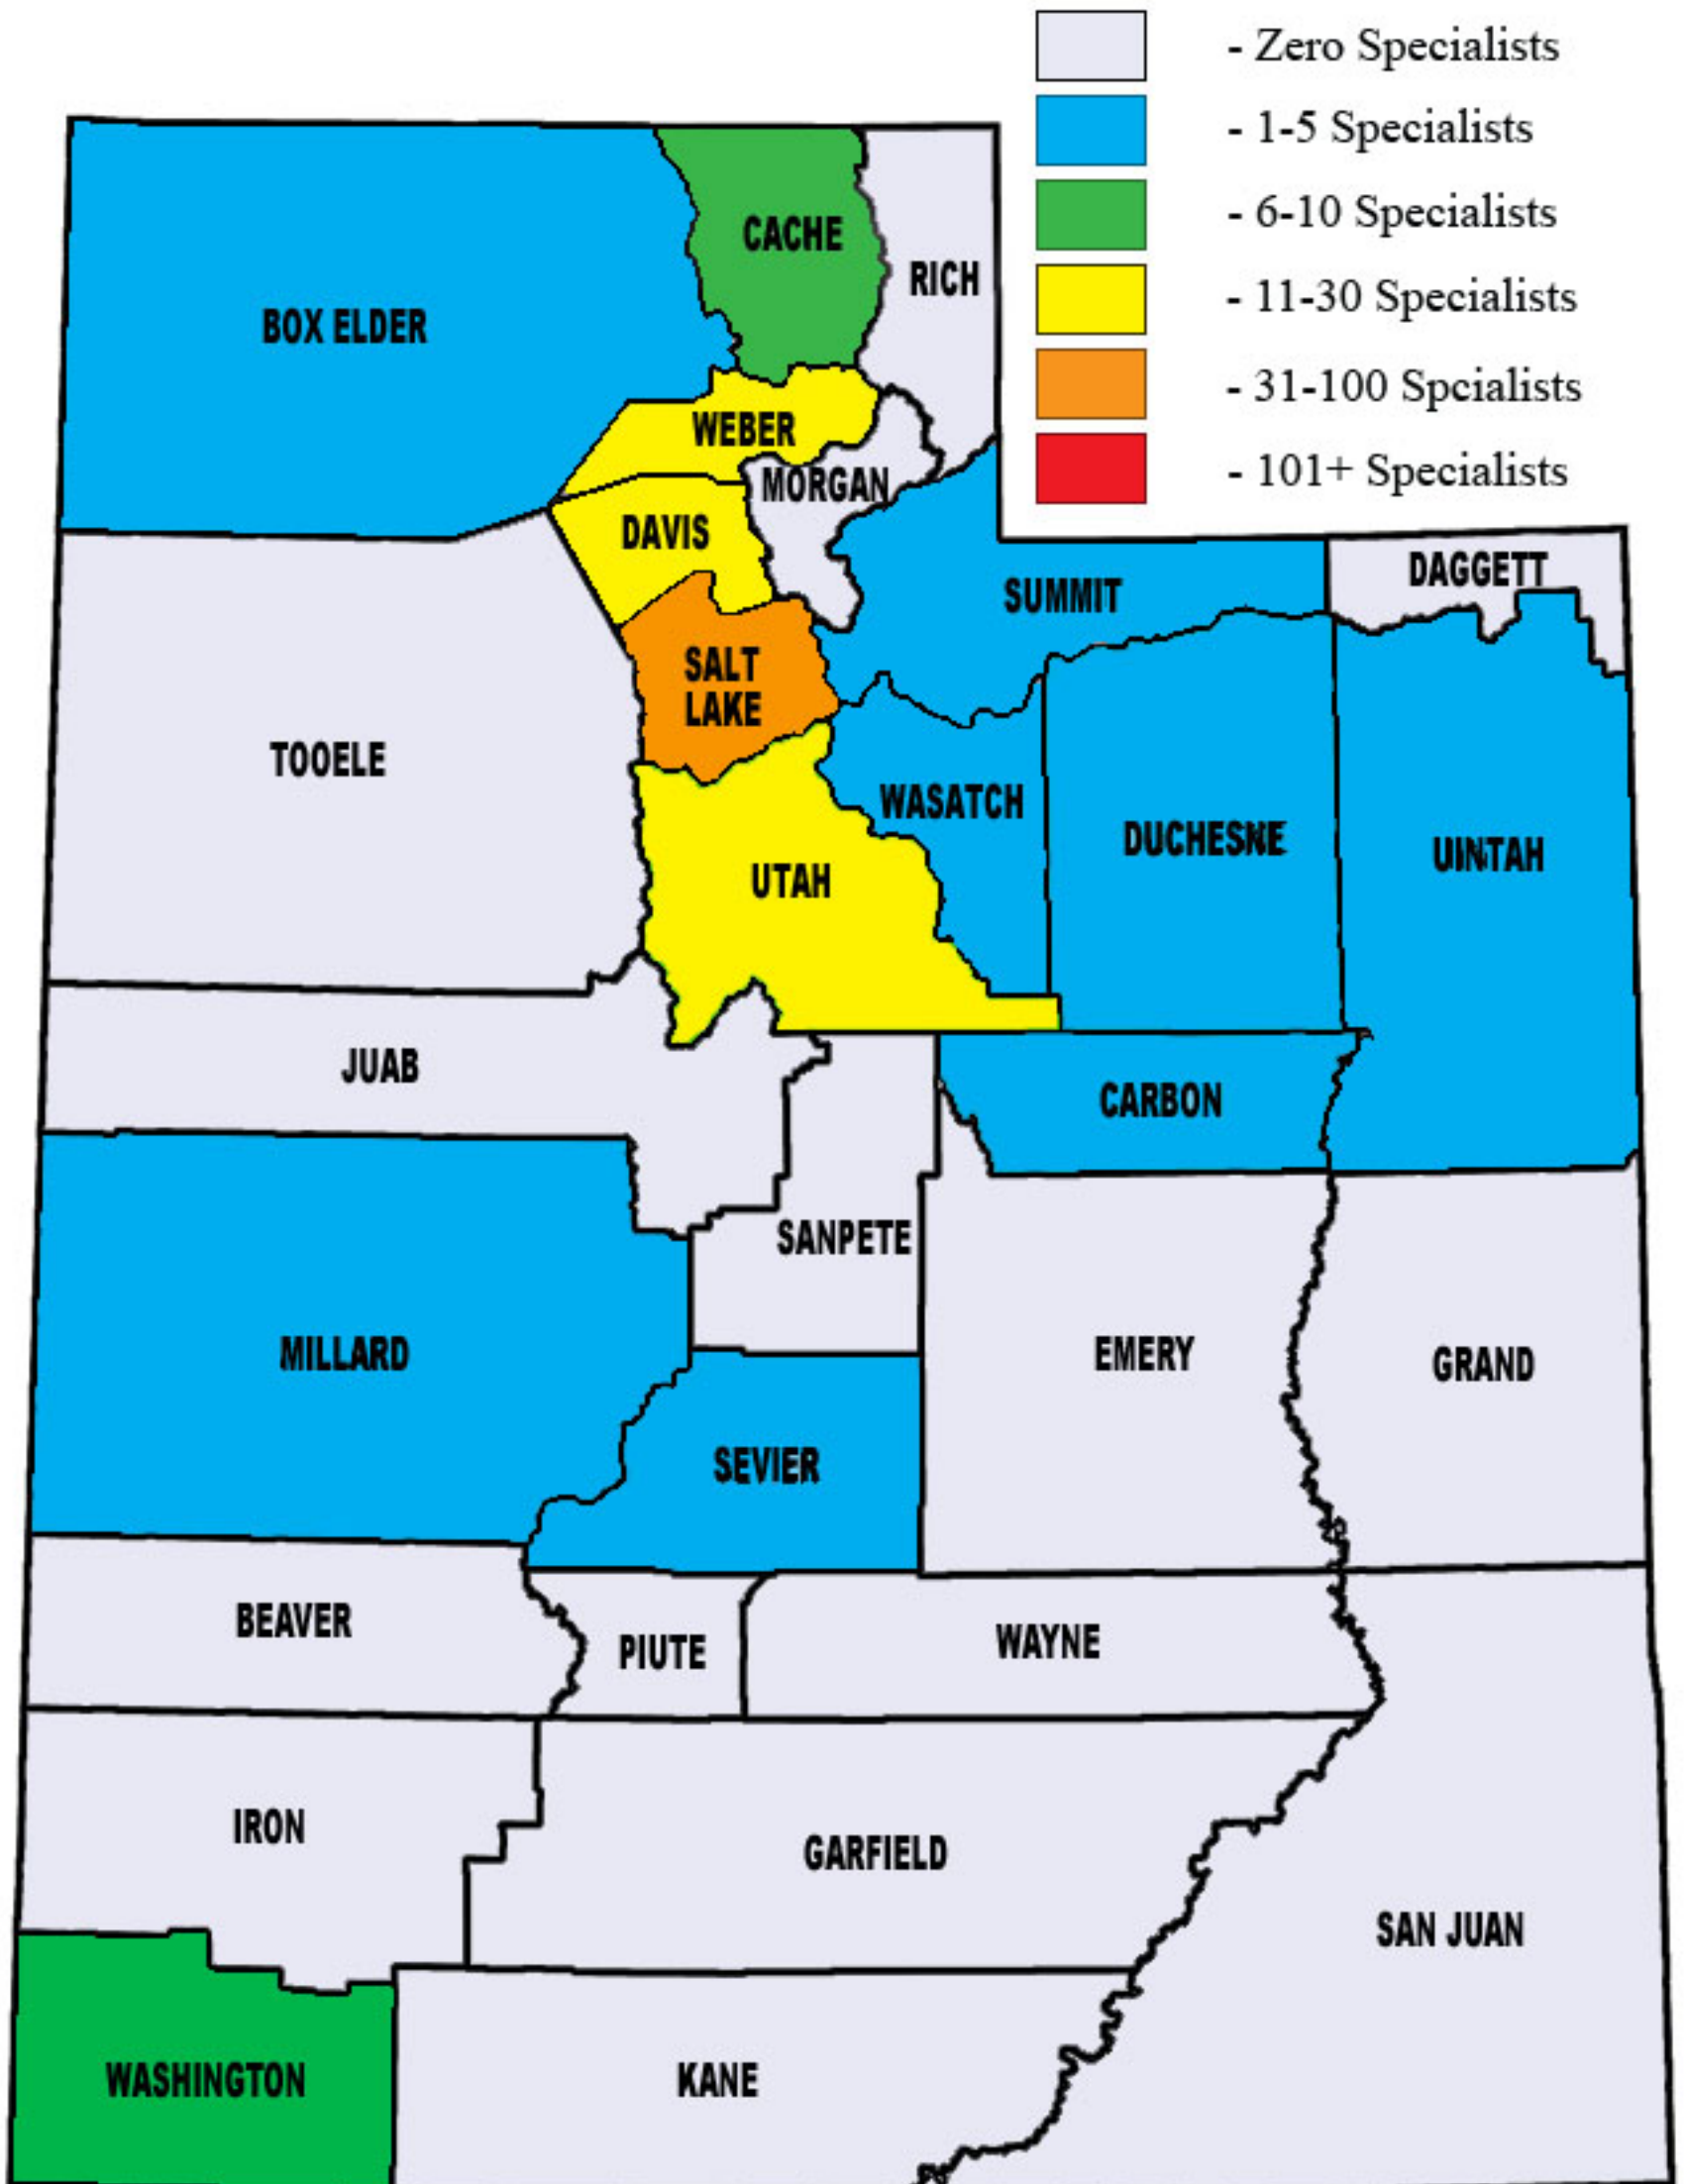 - Zero Specialists
- 1-5 Specialists
- 6-10 Specialists
- 11-30 Specialists
- 31-100 Spcialists
- 101+ Specialists
CACHE
RICH
BOX ELDER
WEBER
MORGAN
DAVIS
DAGGETT
SUMMIT
SALT
LAKE
TOOELE
WASATCH
DUCHESNE
UINTAH
UTAH
JUAB
CARBON
SANPETE
MILLARD
EMERY
GRAND
SEVIER
BEAVER
PIUTE
WAYNE
IRON
GARFIELD
SAN JUAN
WASHINGTON
KANE